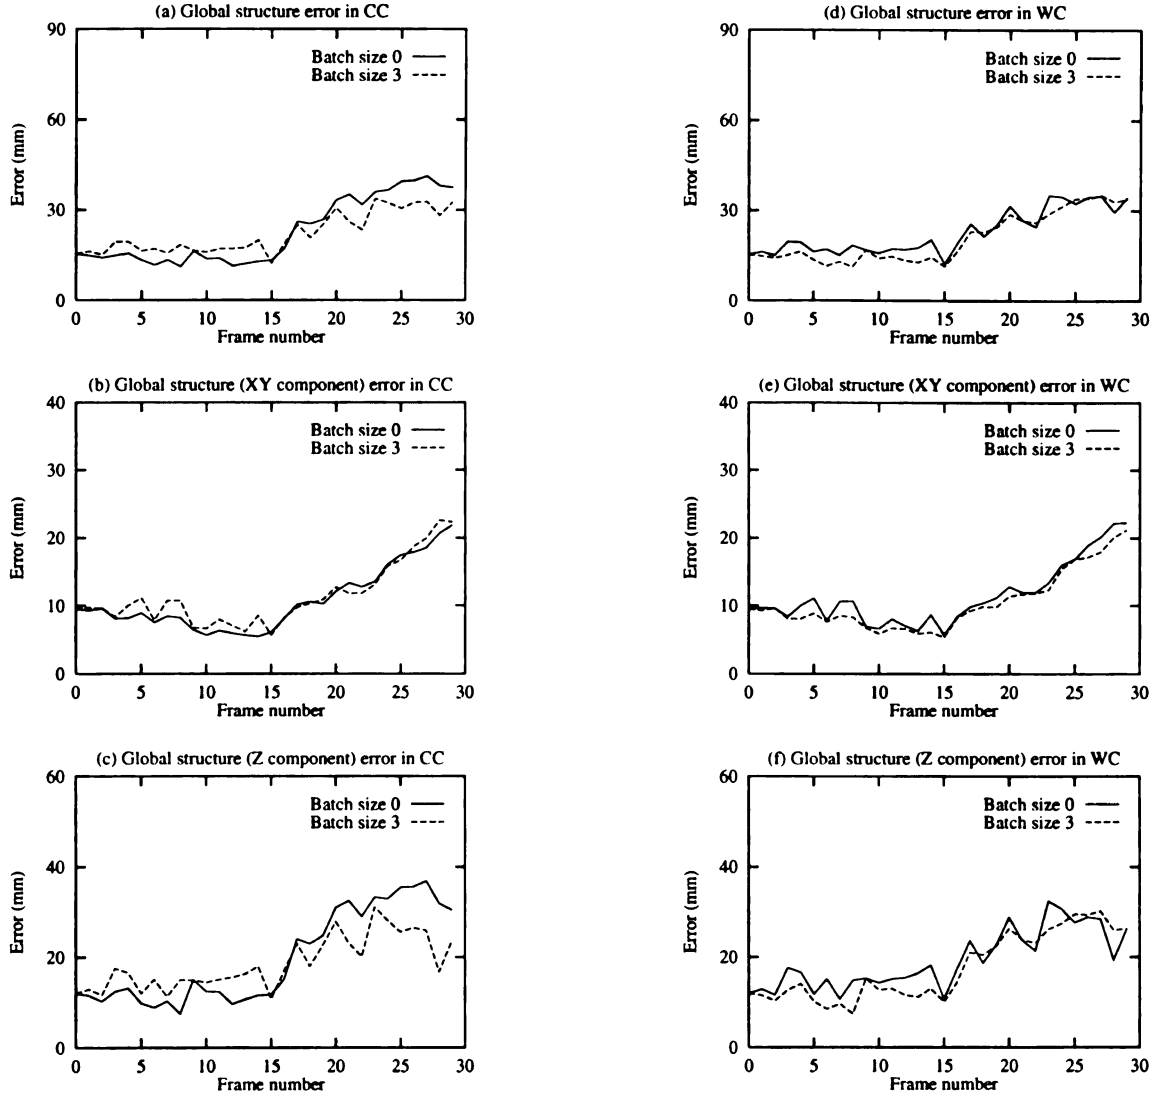 (a) Global structure error in CC
90
60
30
0
Error (mm)
Batch size 0
Batch size 3
0 5 10 15 20 25 30
Frame number
(b) Global structure (XY component) error in CC
40
30
20
10
0
Error (mm)
Batch size 0
Batch size 3
0 5 10 15 20 25 30
Frame number
(c) Global structure (Z component) error in CC
60
40
20
0
Error (mm)
Batch size 0
Batch size 3
0 5 10 15 20 25 30
Frame number
(d) Global structure error in WC
90
60
30
0
Error (mm)
Batch size 0
Batch size 3
0 5 10 15 20 25 30
Frame number
(e) Global structure (XY component) error in WC
40
30
20
10
0
Error (mm)
Batch size 0
Batch size 3
0 5 10 15 20 25 30
Frame number
(f) Global structure (Z component) error in WC
60
40
20
0
Error (mm)
Batch size 0
Batch size 3
0 5 10 15 20 25 30
Frame number